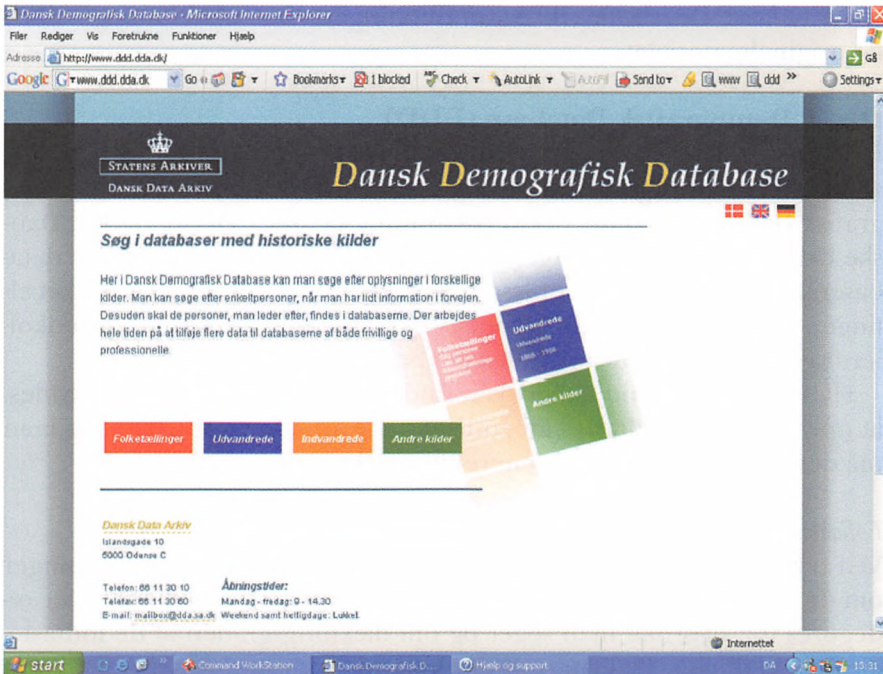 Dansk Demografisk Database - Microsoft Internet Explorer
Filer Rediger Vis Foretrukne Funktioner Hjælp
Adresse http://www.ddd.dda.dk/ Gå
Google G www.ddd.dda.dk Go Bookmarks 1 blocked ABC Check AutoLink AutoFill Send to www ddd » Settings
STATENS ARKIVER
DANSK DATA ARKIV
Dansk Demografisk Database
Søg i databaser med historiske kilder
Her i Dansk Demografisk Database kan man søge efter oplysninger i forskellige
kilder. Man kan søge efter enkeltpersoner, når man har lidt information i forvejen.
Desuden skal de personer, man leder efter, findes i databaserne. Der arbejdes
hele tiden på at tilføje flere data til databaserne af både frivillige og
professionelle.
Folketællinger
Udvandrede
Udvandrede
1868 - 1908
Andre kilder
Folketællinger Udvandrede Indvandrede Andre kilder
Dansk Data Arkiv
Islandsgade 10
5000 Odense C
Telefon: 66 11 30 10 Åbningstider:
Telefax: 66 11 30 60 Mandag - fredag: 9 - 14.30
E-mail: mailbox@dda.sa.dk Weekend samt helligdage: Lukket.
Internettet
start » Command WorkStation Dansk Demografisk D... Hjælp og support DA 13:31